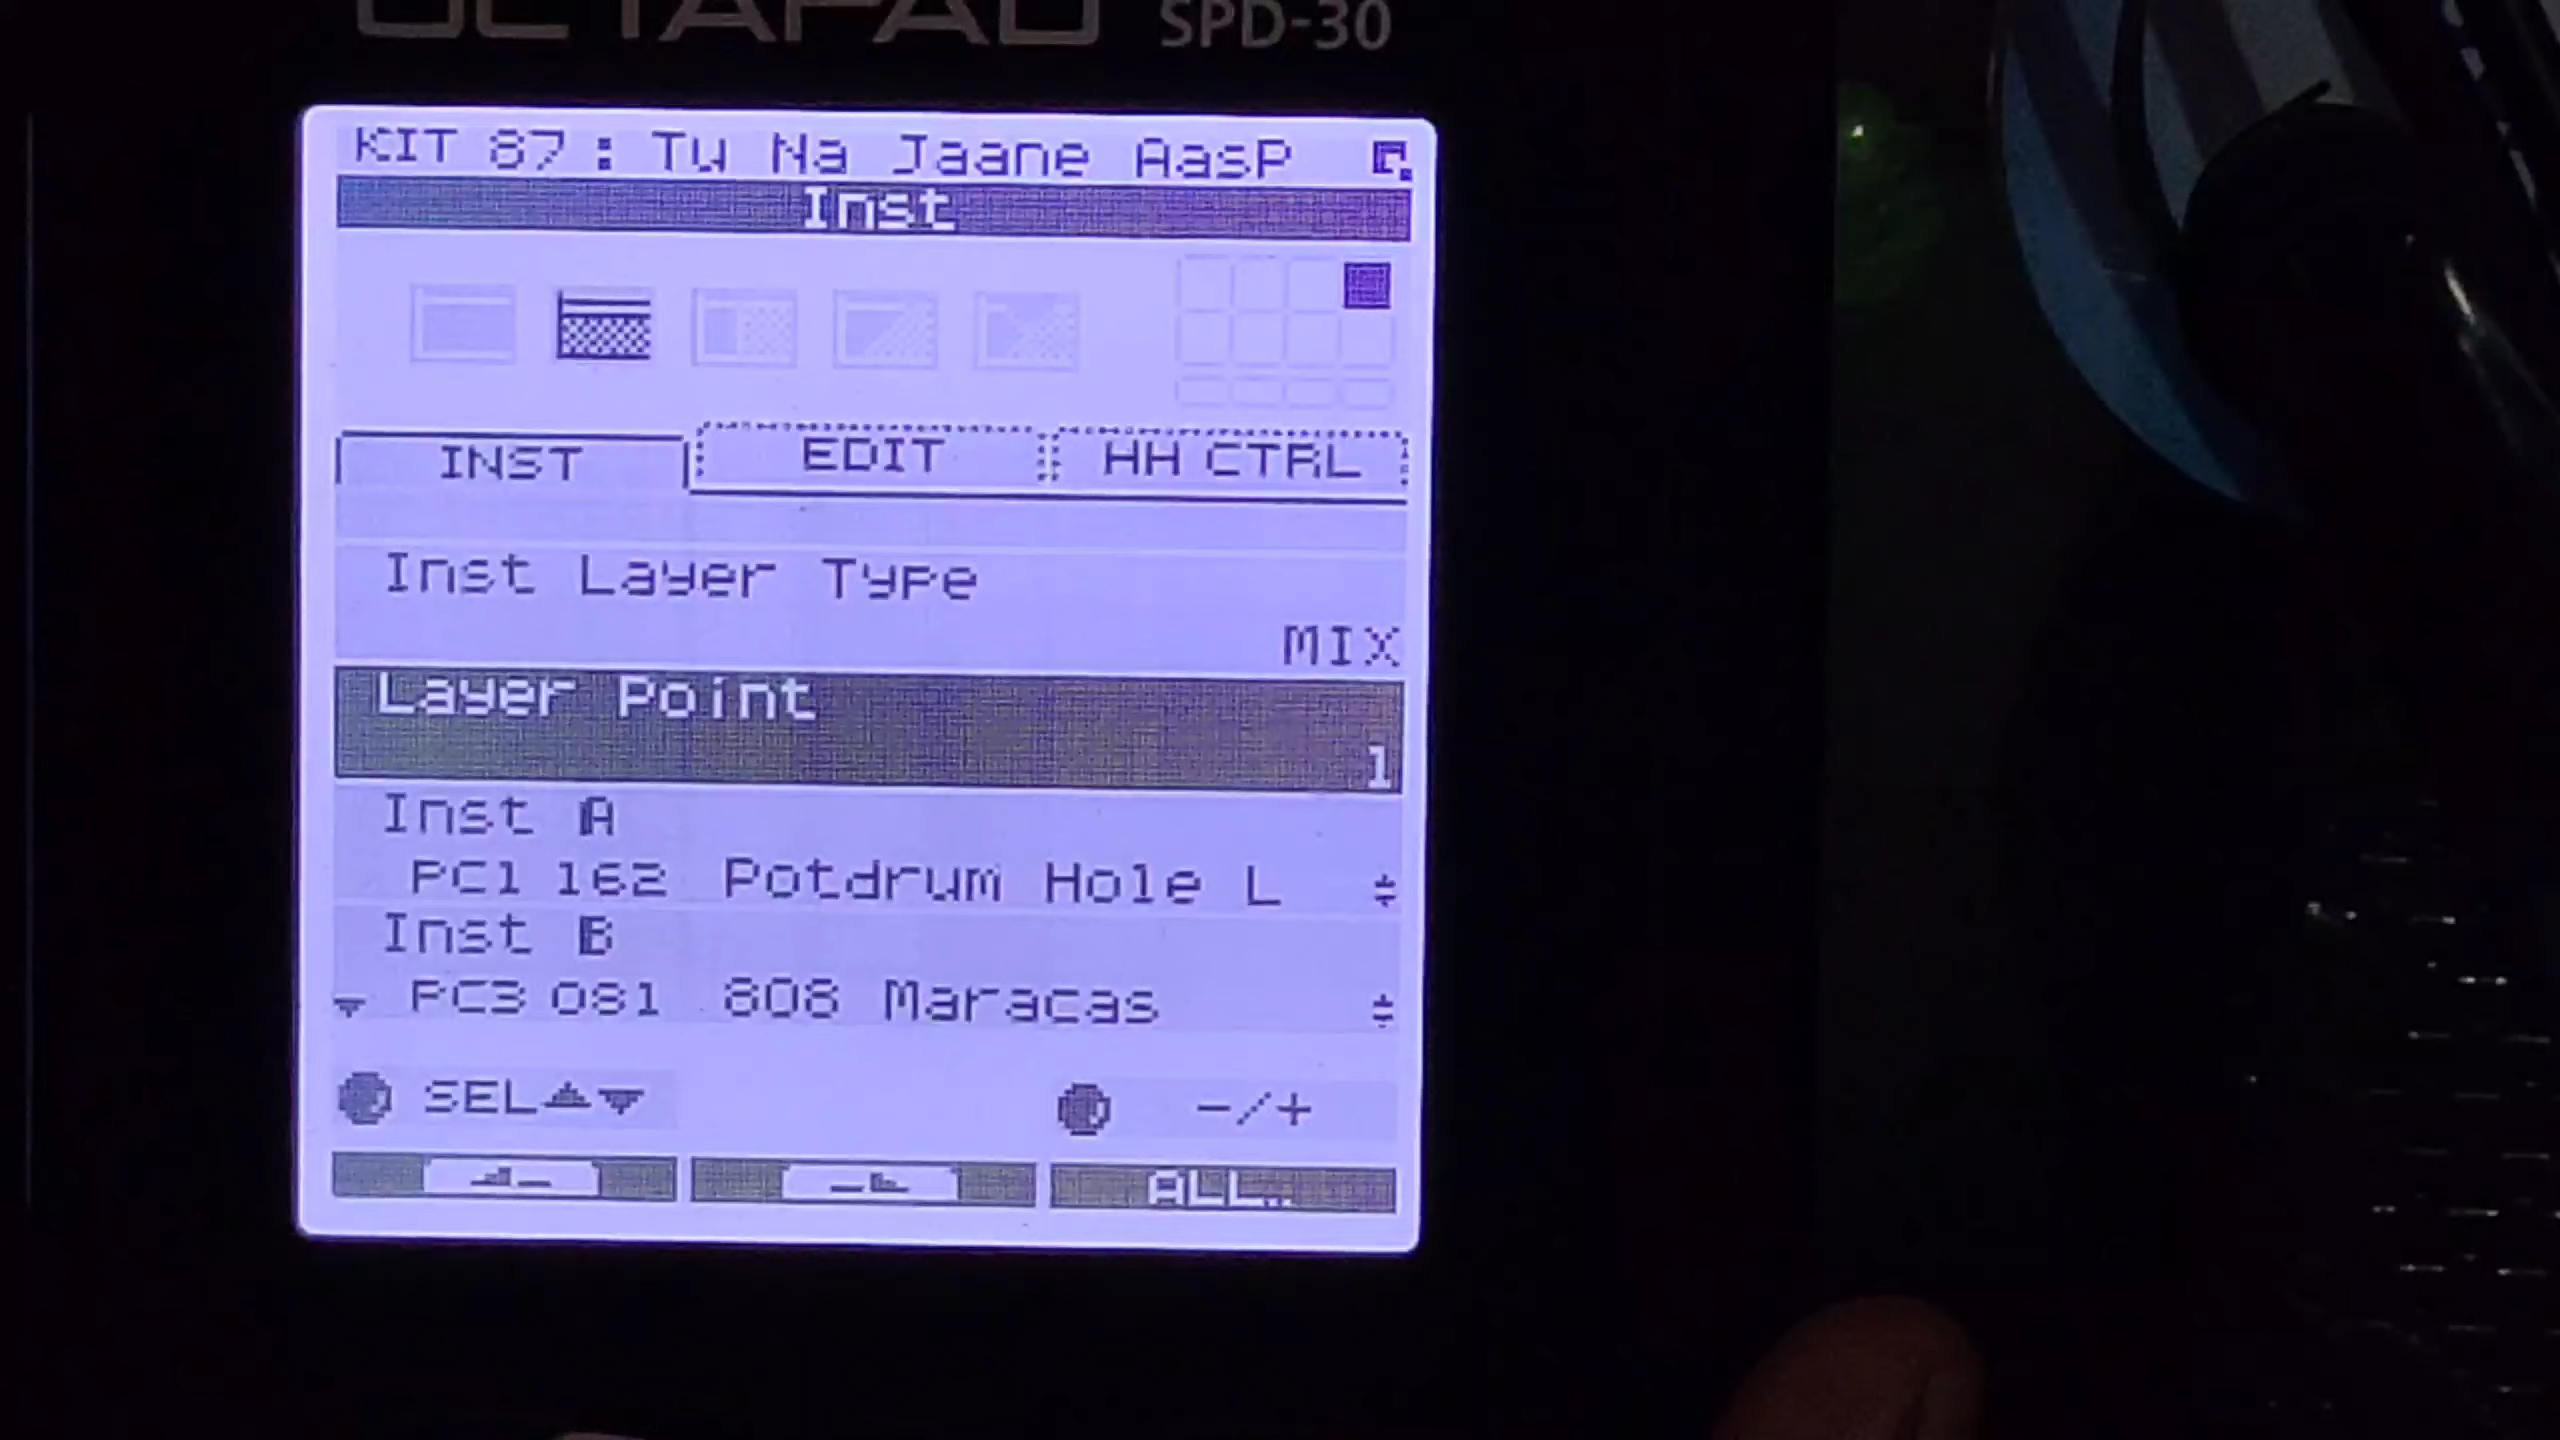 OCTAPAD SPD-30
KIT 87: Tu Na Jaane AasP
Inst
INST EDIT HH CTRL
Inst Layer Type
MIX
Layer Point
1
Inst A
PC1 162 Potdrum Hole L
Inst B
PC3 081 808 Maracas
SEL -/+
ALL..